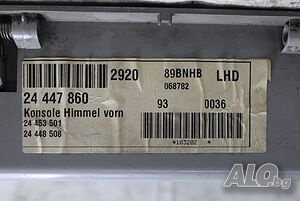 2920 89BNHB LHD
068782
24 447 860 93 0036
Konsole Himmel vorn
24 453 501
24 448 508 *103202 *
ALO.bg